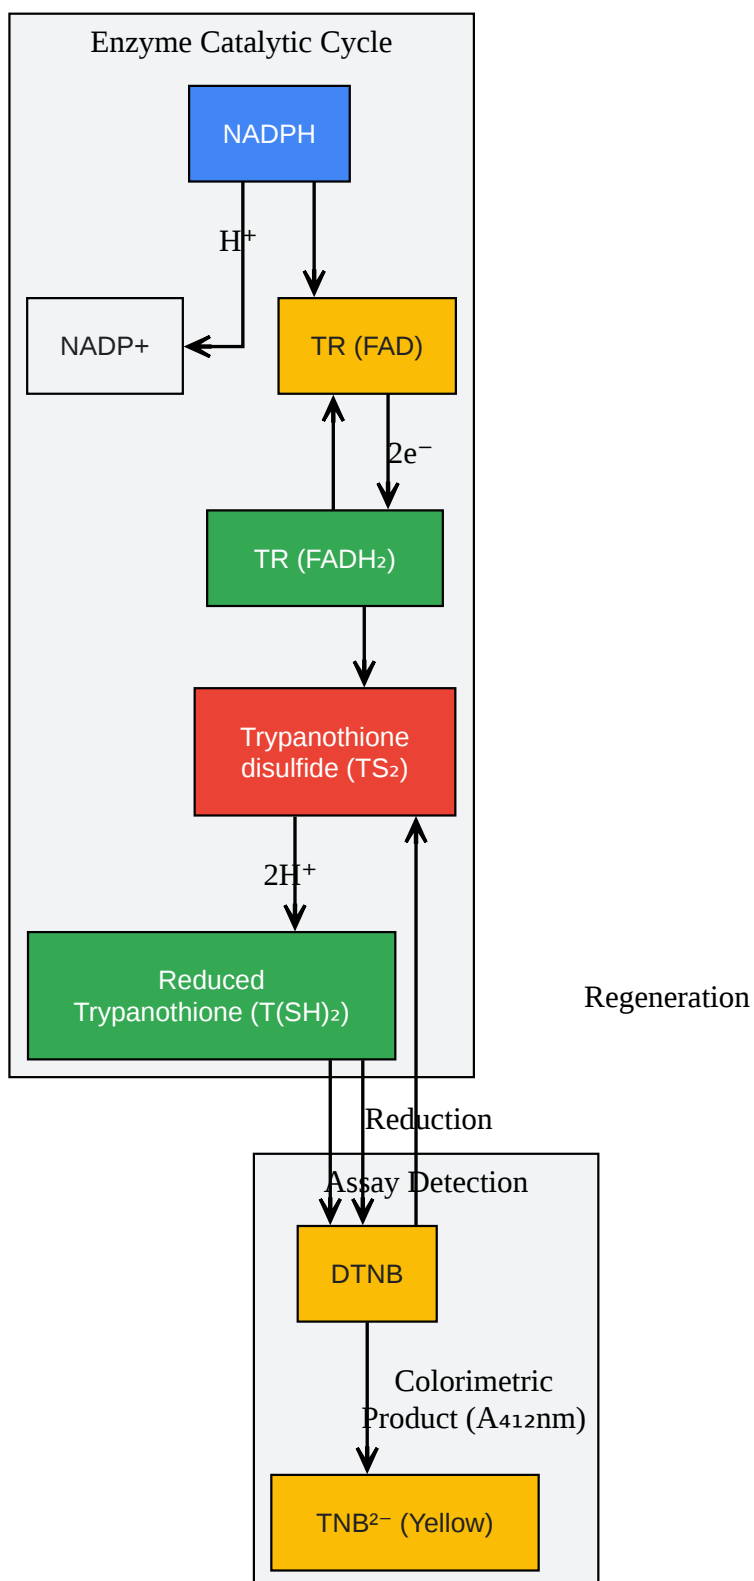 Enzyme Catalytic Cycle
NADPH
H⁺
NADP+
TR (FAD)
2e⁻
TR (FADH₂)
Trypanothione
disulfide (TS₂)
2H⁺
Reduced
Trypanothione (T(SH)₂)
Regeneration
Reduction
Assay Detection
DTNB
Colorimetric
Product (A₄₁₂nm)
TNB²⁻ (Yellow)